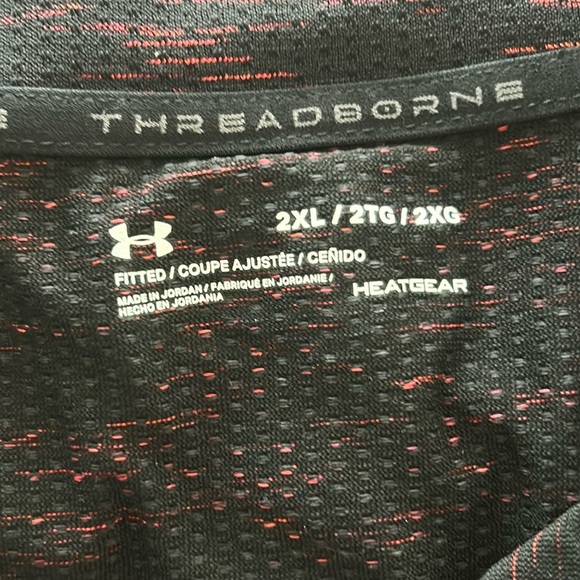 THREADBORNE
2XL / 2TG / 2XG
FITTED / COUPE AJUSTÉE / CEÑIDO
MADE IN JORDAN / FABRIQUÉ EN JORDANIE /
HECHO EN JORDANIA
HEATGEAR